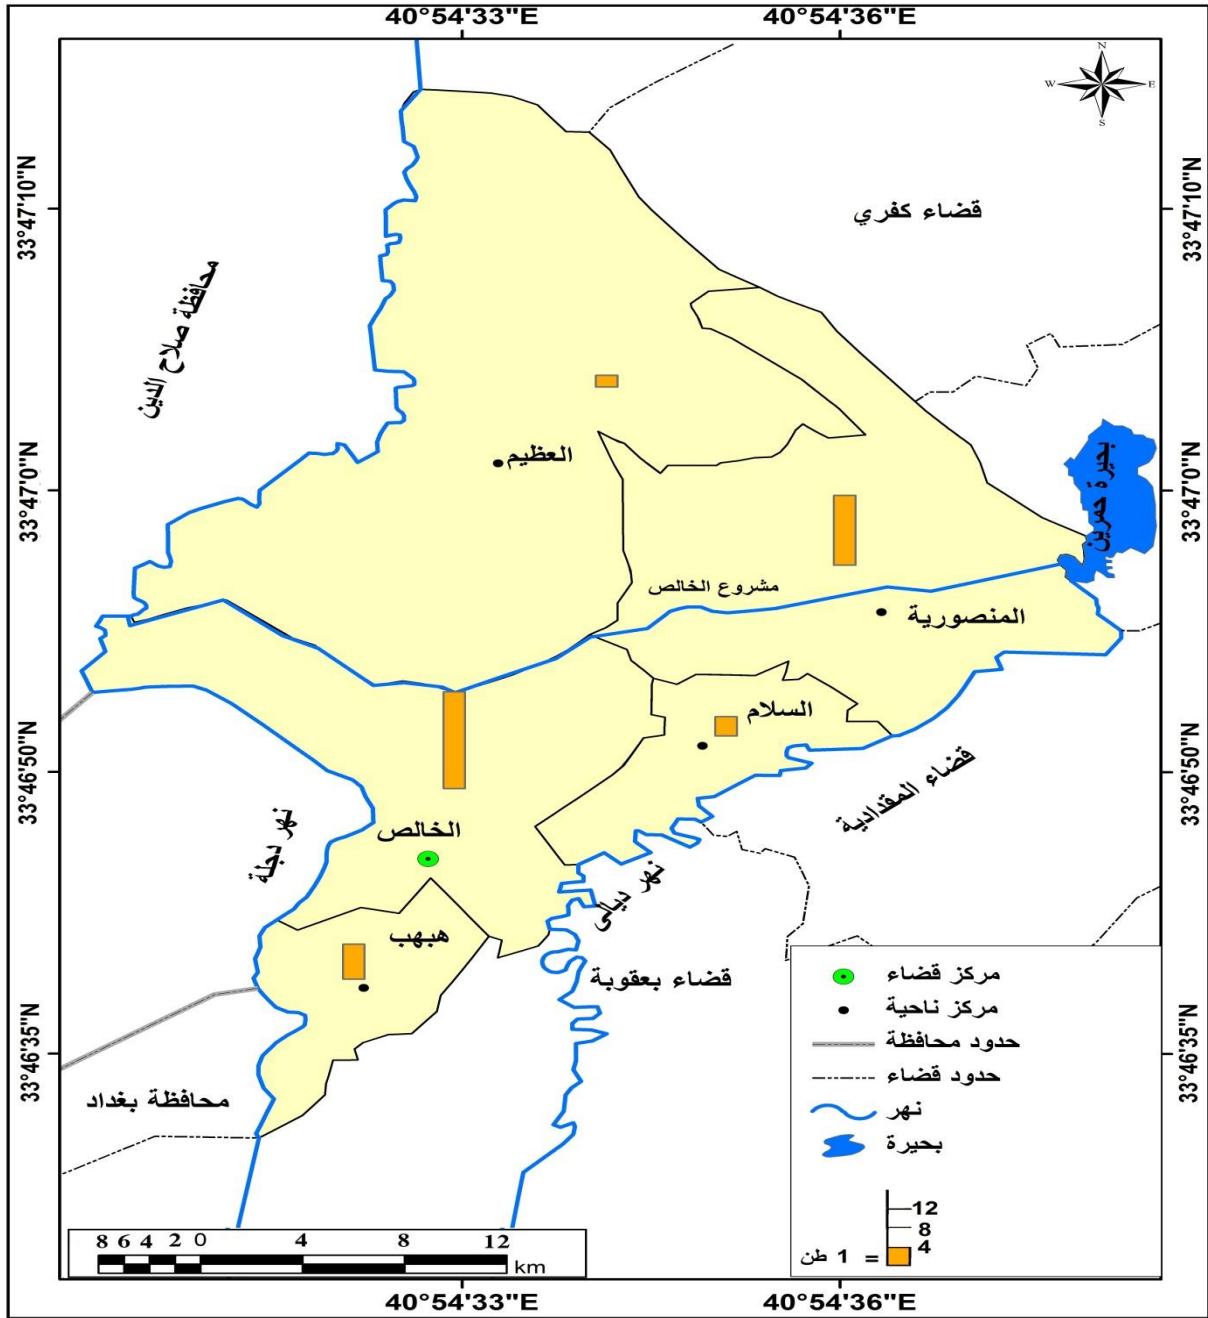 40°54'33"E
40°54'36"E
N
W
E
S
33°47'10"N
33°47'10"N
قضاء كفري
محافظة صلاح الدين
بحيرة حمرين
العظيم
33°47'0"N
33°47'0"N
مشروع الخالص
المنصورية
السلام
33°46'50"N
33°46'50"N
قضاء المقدادية
الخالص
نهر دجلة
نهر ديالى
هبهب
قضاء بعقوبة
33°46'35"N
33°46'35"N
محافظة بغداد
مركز قضاء
مركز ناحية
حدود محافظة
حدود قضاء
نهر
بحيرة
12
8
4
= 1 طن
8 6 4 2 0 4 8 12
km
40°54'33"E
40°54'36"E